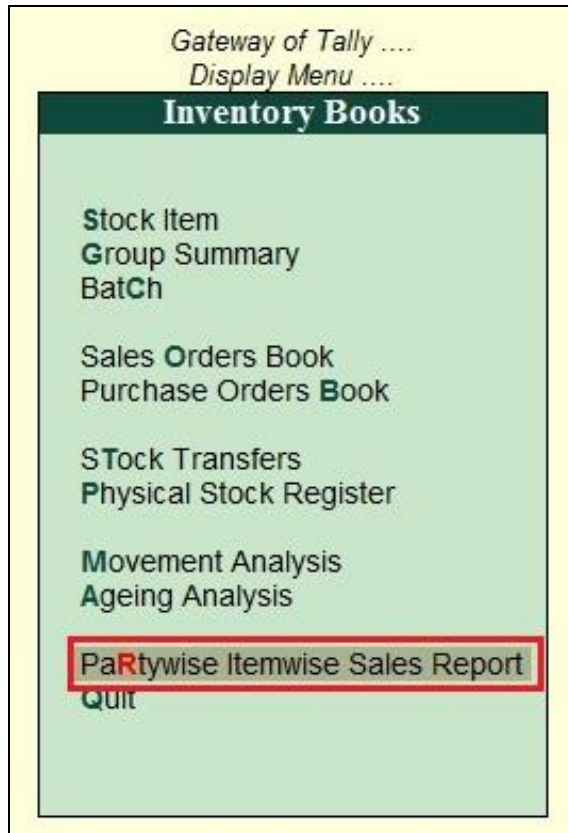 Gateway of Tally ....
Display Menu ....
Inventory Books
Stock Item
Group Summary
BatCh
Sales Orders Book
Purchase Orders Book
STock Transfers
Physical Stock Register
Movement Analysis
Ageing Analysis
PaRtywise Itemwise Sales Report
Quit